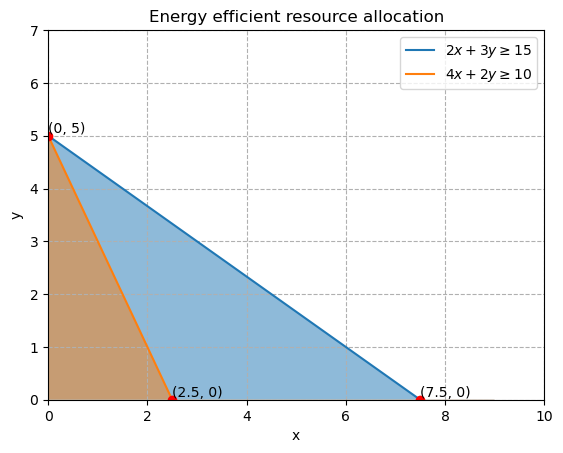 Energy efficient resource allocation
2x + 3y ≥ 15
4x + 2y ≥ 10
7
6
5
4
3
2
1
0
y
(0, 5)
(2.5, 0)
(7.5, 0)
0 2 4 6 8 10
x